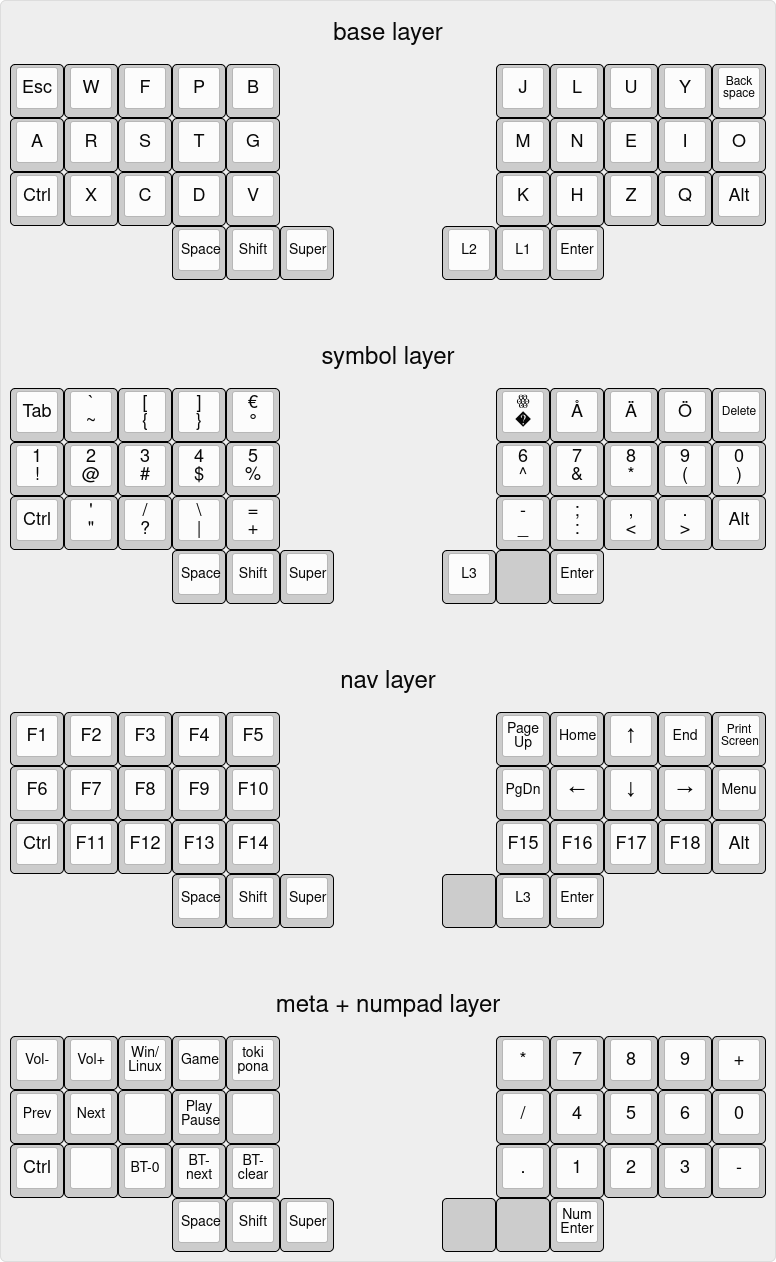 base layer
Esc W F P B J L U Y Back
space
A R S T G M N E I O
Ctrl X C D V K H Z Q Alt
Space Shift Super L2 L1 Enter
symbol layer
Tab ` [ ] € Å Ä Ö Delete
~ { } ° �
1 2 3 4 5 6 7 8 9 0
! @ # $ % ^ & * ( )
Ctrl ' / \ = - ; , . Alt
" ? | + _ : < >
Space Shift Super L3 Enter
nav layer
F1 F2 F3 F4 F5 Page Home ↑ End Print
Up Screen
F6 F7 F8 F9 F10 PgDn ← ↓ → Menu
Ctrl F11 F12 F13 F14 F15 F16 F17 F18 Alt
Space Shift Super L3 Enter
meta + numpad layer
Vol- Vol+ Win/ Game toki * 7 8 9 +
Linux pona
Prev Next Play / 4 5 6 0
Pause
Ctrl BT-0 BT- BT- . 1 2 3 -
next clear
Space Shift Super Num
Enter